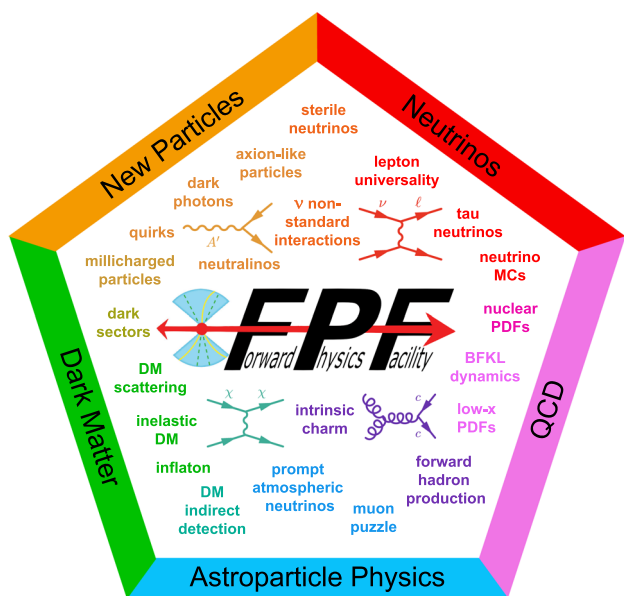 New Particles
Neutrinos
sterile
neutrinos
axion-like
particles
lepton
universality
dark
photons
ν non-
standard
interactions
ν
ℓ
tau
neutrinos
quirks
A′
neutralinos
millicharged
particles
neutrino
MCs
dark
sectors
FPF
Forward Physics Facility
nuclear
PDFs
BFKL
dynamics
Dark Matter
QCD
DM
scattering
χ
χ
inelastic
DM
intrinsic
charm
c
c
low-x
PDFs
inflaton
DM
indirect
detection
prompt
atmospheric
neutrinos
muon
puzzle
forward
hadron
production
Astroparticle Physics